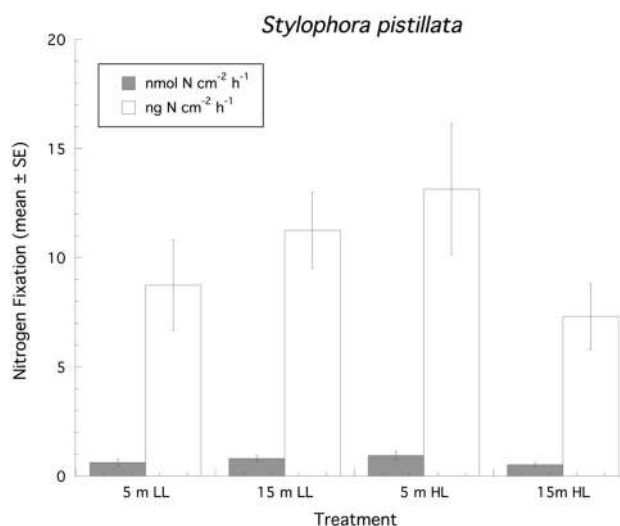 Stylophora pistillata
20
nmol N cm⁻² h⁻¹
ng N cm⁻² h⁻¹
15
10
5
0
Nitrogen Fixation (mean ± SE)
5 m LL 15 m LL 5 m HL 15m HL
Treatment